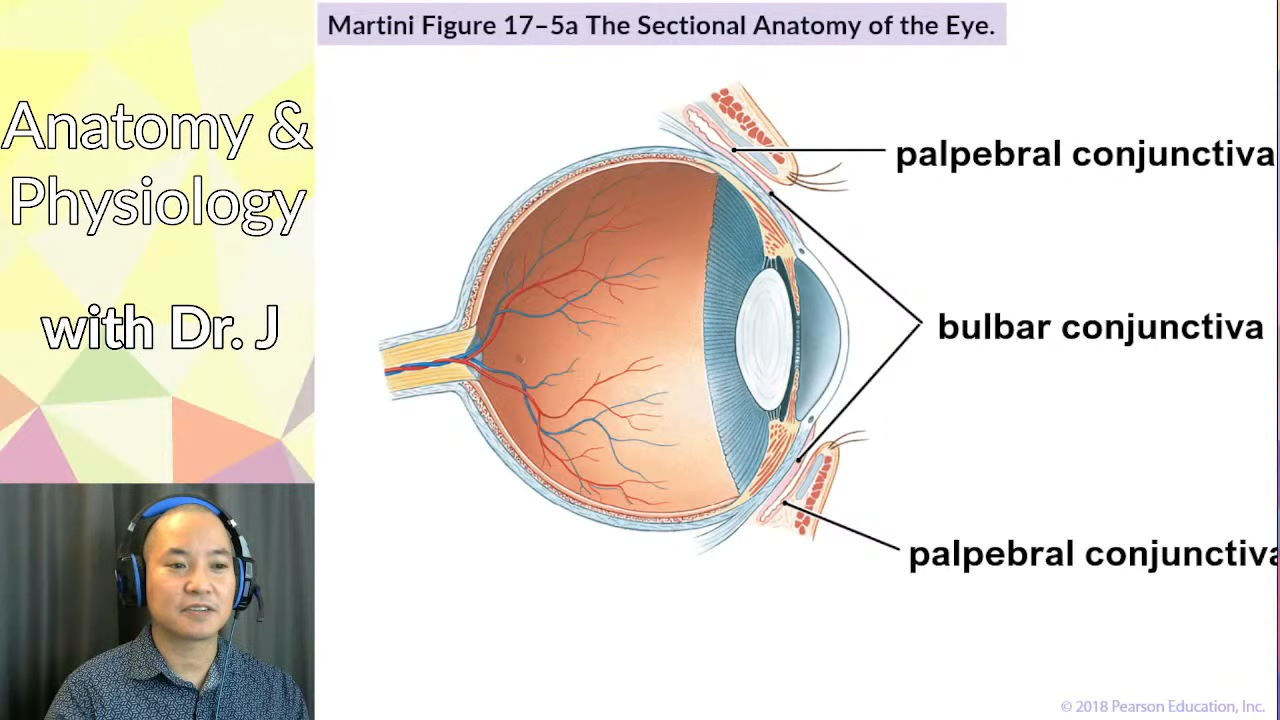 Martini Figure 17–5a The Sectional Anatomy of the Eye.
Anatomy &
Physiology
with Dr. J
palpebral conjunctiva
bulbar conjunctiva
palpebral conjunctiva
© 2018 Pearson Education, Inc.